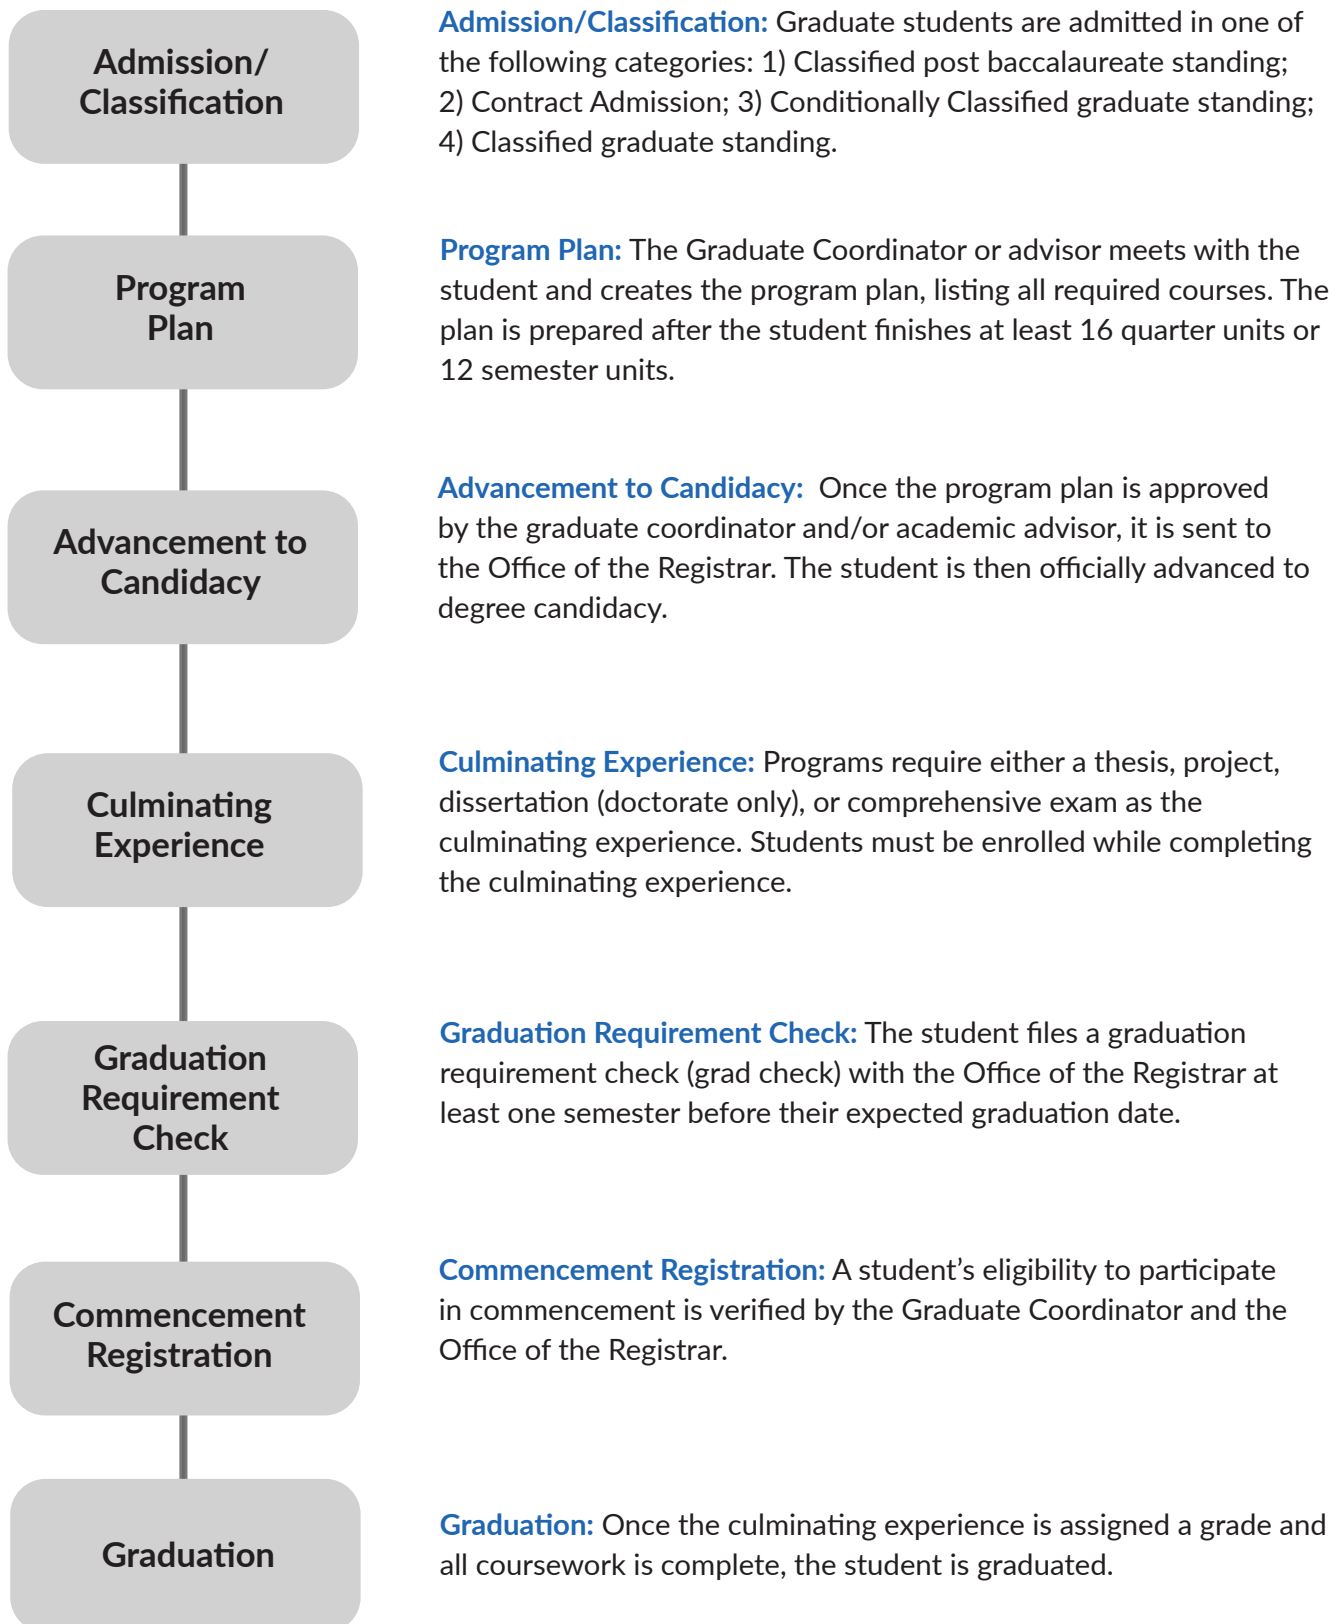 Admission/
Classification
Admission/Classification: Graduate students are admitted in one of
the following categories: 1) Classified post baccalaureate standing;
2) Contract Admission; 3) Conditionally Classified graduate standing;
4) Classified graduate standing.
Program
Plan
Program Plan: The Graduate Coordinator or advisor meets with the
student and creates the program plan, listing all required courses. The
plan is prepared after the student finishes at least 16 quarter units or
12 semester units.
Advancement to
Candidacy
Advancement to Candidacy:  Once the program plan is approved
by the graduate coordinator and/or academic advisor, it is sent to
the Office of the Registrar. The student is then officially advanced to
degree candidacy.
Culminating
Experience
Culminating Experience: Programs require either a thesis, project,
dissertation (doctorate only), or comprehensive exam as the
culminating experience. Students must be enrolled while completing
the culminating experience.
Graduation
Requirement
Check
Graduation Requirement Check: The student files a graduation
requirement check (grad check) with the Office of the Registrar at
least one semester before their expected graduation date.
Commencement
Registration
Commencement Registration: A student’s eligibility to participate
in commencement is verified by the Graduate Coordinator and the
Office of the Registrar.
Graduation
Graduation: Once the culminating experience is assigned a grade and
all coursework is complete, the student is graduated.